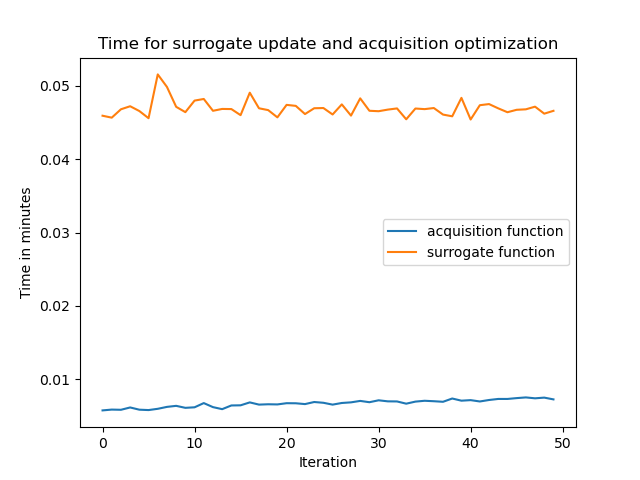 Time for surrogate update and acquisition optimization
0.05
0.04
0.03
0.02
0.01
Time in minutes
acquisition function
surrogate function
0 10 20 30 40 50
Iteration